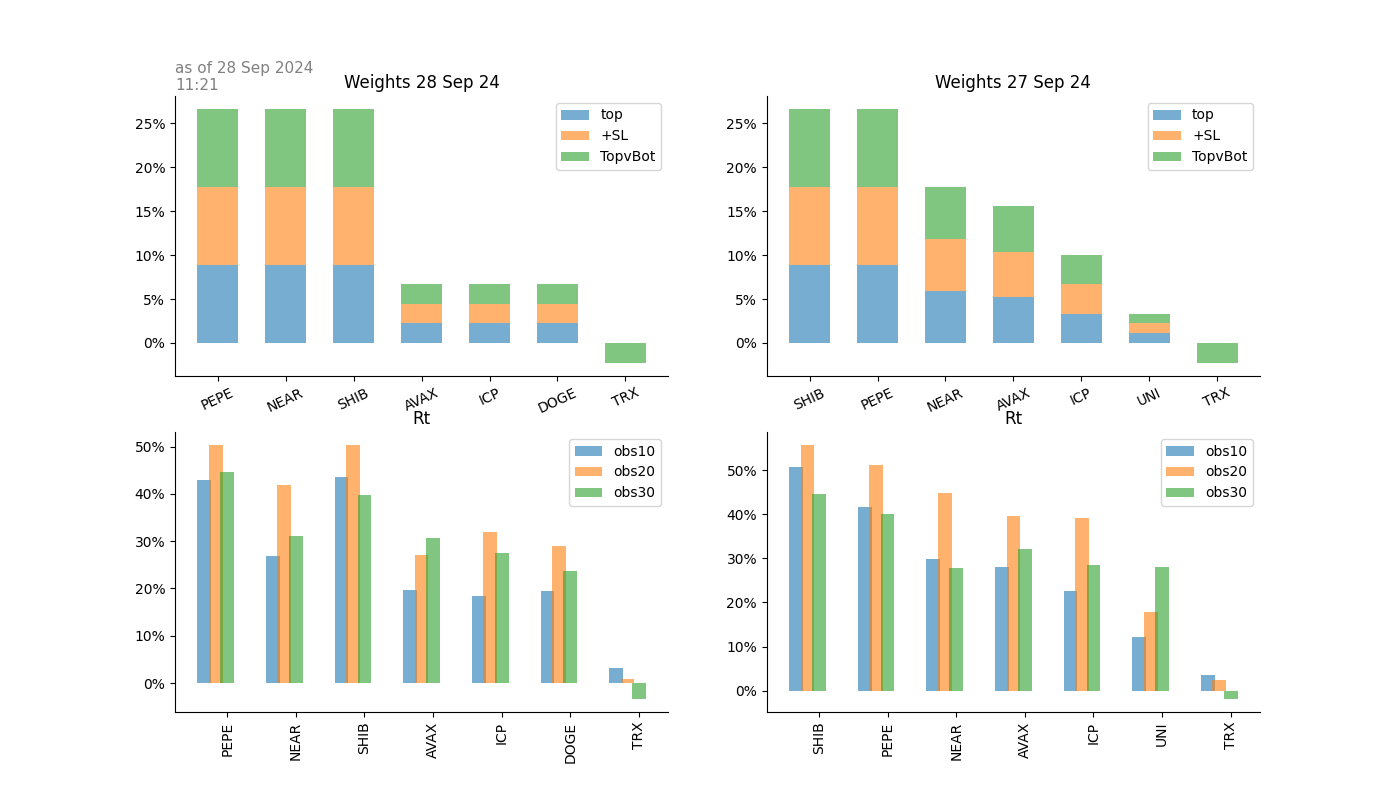 as of 28 Sep 2024
11:21
Weights 28 Sep 24
25%
20%
15%
10%
5%
0%
top
+SL
TopvBot
PEPE
NEAR
SHIB
AVAX
ICP
DOGE
TRX
Weights 27 Sep 24
25%
20%
15%
10%
5%
0%
top
+SL
TopvBot
SHIB
PEPE
NEAR
AVAX
ICP
UNI
TRX
Rt
50%
40%
30%
20%
10%
0%
obs10
obs20
obs30
PEPE
NEAR
SHIB
AVAX
ICP
DOGE
TRX
Rt
50%
40%
30%
20%
10%
0%
obs10
obs20
obs30
SHIB
PEPE
NEAR
AVAX
ICP
UNI
TRX